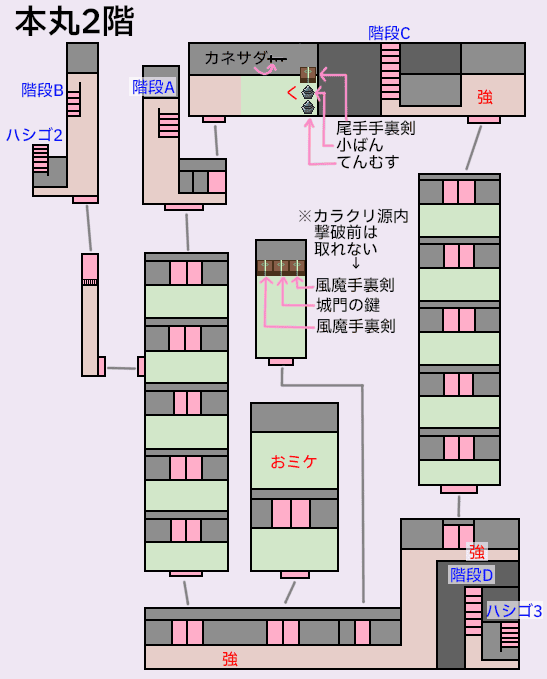 本丸2階
階段C
カネサダ
階段B
階段A
く
強
ハシゴ2
尾手手裏剣
小ばん
てんむす
※カラクリ源内
撃破前は
取れない
↓
風魔手裏剣
城門の鍵
風魔手裏剣
おミケ
強
階段D
ハシゴ3
強